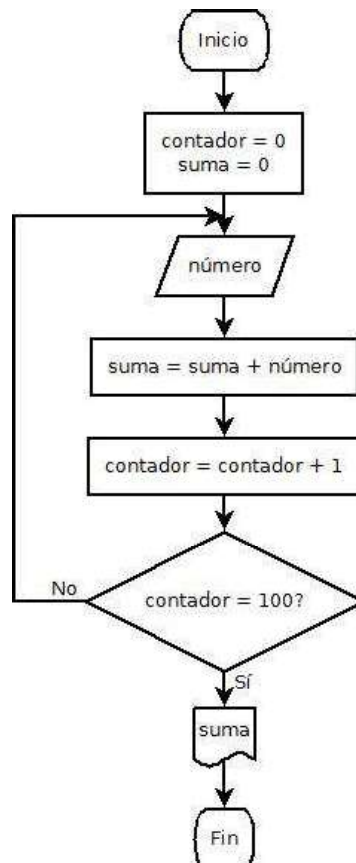 Inicio
contador = 0
suma = 0
número
suma = suma + número
contador = contador + 1
contador = 100?
No
Sí
suma
Fin